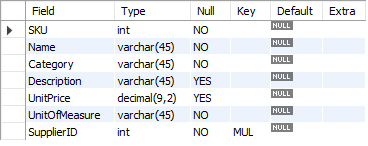 Field Type Null Key Default Extra
SKU int NO NULL
Name varchar(45) NO NULL
Category varchar(45) NO NULL
Description varchar(45) YES NULL
UnitPrice decimal(9,2) YES NULL
UnitOfMeasure varchar(45) NO NULL
SupplierID int NO MUL NULL